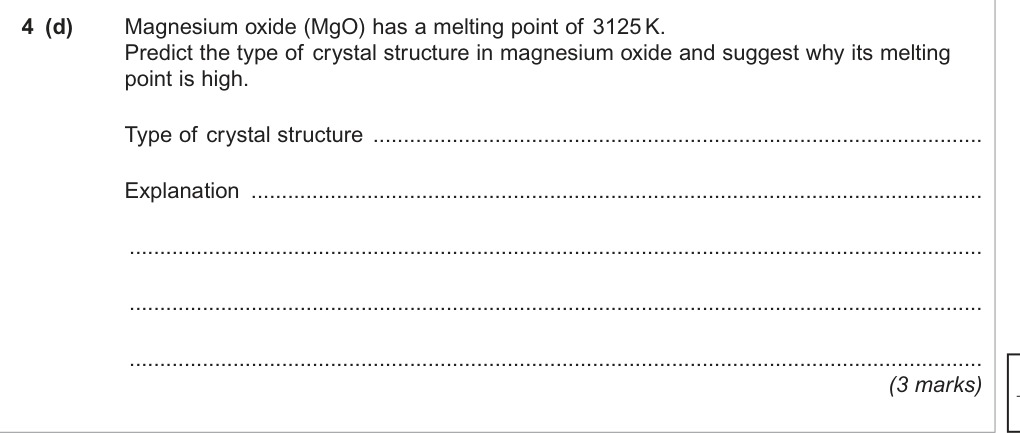 4 (d) Magnesium oxide (MgO) has a melting point of 3125 K.
Predict the type of crystal structure in magnesium oxide and suggest why its melting
point is high.
Type of crystal structure ....................................................................................................
Explanation ........................................................................................................................
............................................................................................................................................
............................................................................................................................................
............................................................................................................................................
(3 marks)